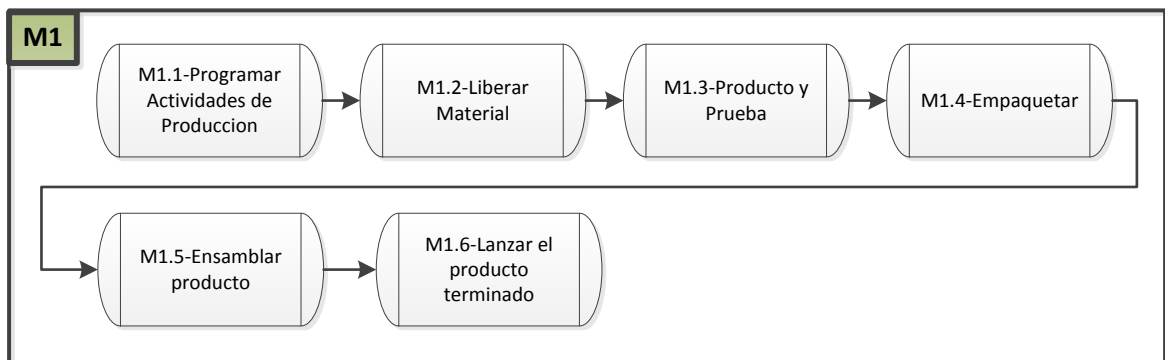 M1
M1.1-Programar
Actividades de
Produccion
M1.2-Liberar
Material
M1.3-Producto y
Prueba
M1.4-Empaquetar
M1.5-Ensamblar
producto
M1.6-Lanzar el
producto
terminado